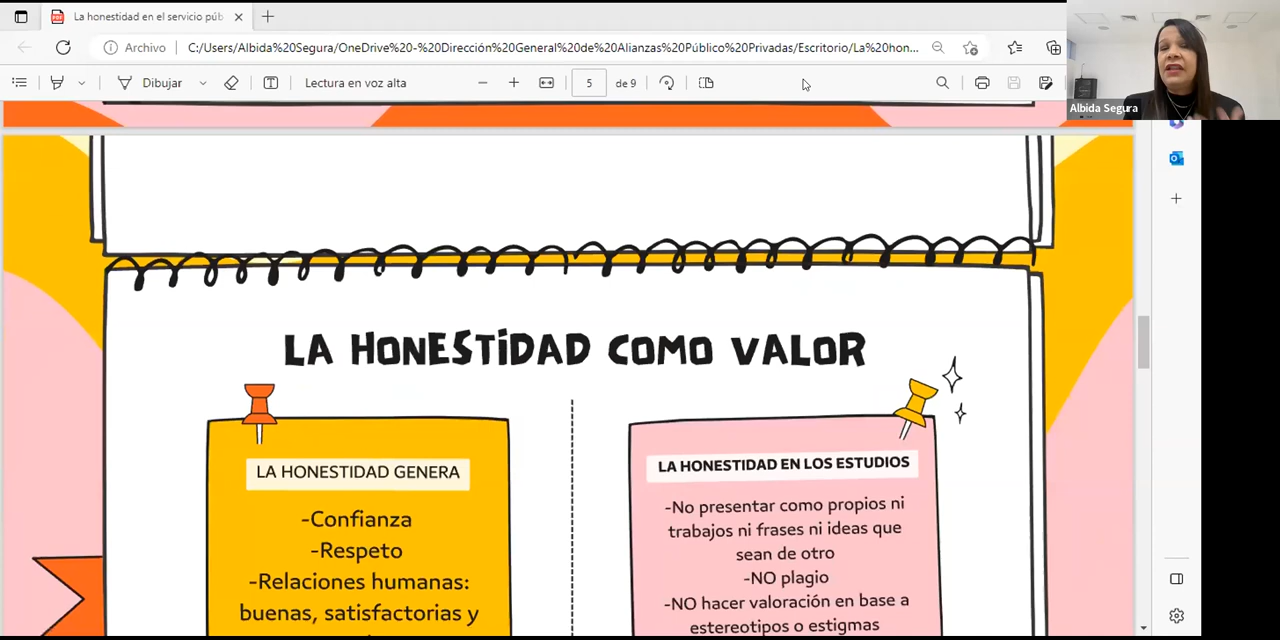 La honestidad en el servicio púb
Archivo
C:/Users/Albida%20Segura/OneDrive%20-%20Dirección%20General%20de%20Alianzas%20Público%20Privadas/Escritorio/La%20hon...
Dibujar
Lectura en voz alta
5
de 9
Albida Segura
LA HONESTIDAD COMO VALOR
LA HONESTIDAD GENERA
-Confianza
-Respeto
-Relaciones humanas:
buenas, satisfactorias y
LA HONESTIDAD EN LOS ESTUDIOS
-No presentar como propios ni
trabajos ni frases ni ideas que
sean de otro
-NO plagio
-NO hacer valoración en base a
estereotipos o estigmas